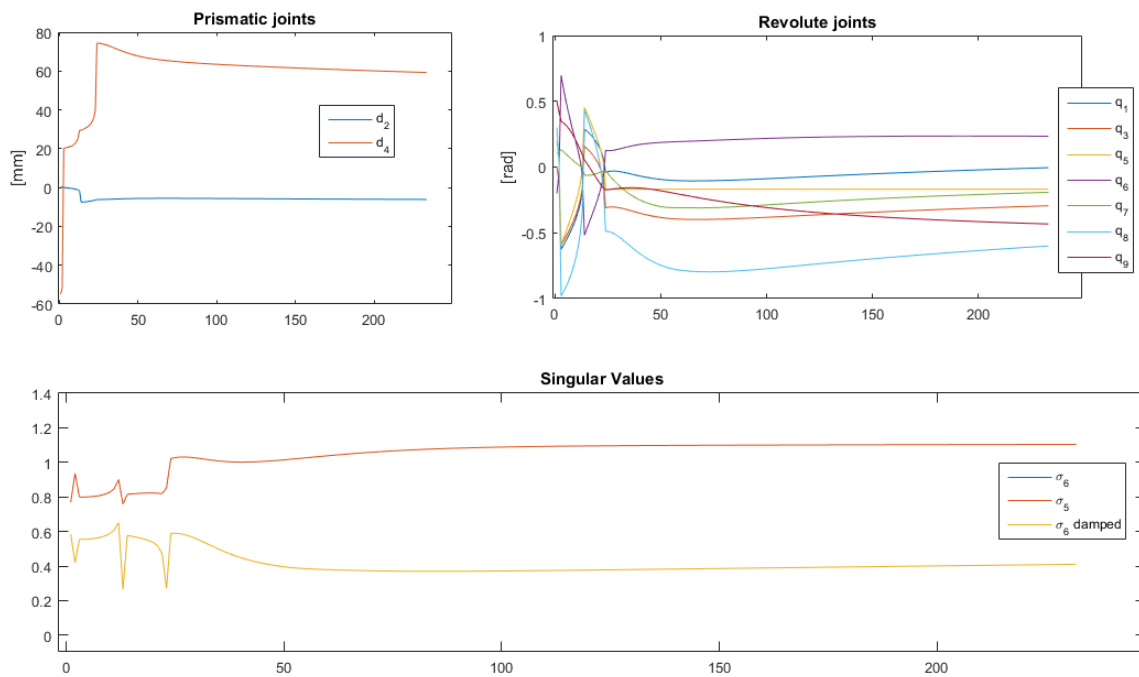 Prismatic joints
80
60
40
20
0
-20
-40
-60
[mm]
0 50 100 150 200
d2
d4
Revolute joints
1
0.5
0
-0.5
-1
[rad]
0 50 100 150 200
q1
q3
q5
q6
q7
q8
q9
Singular Values
1.4
1.2
1
0.8
0.6
0.4
0.2
0
0 50 100 150 200
σ6
σ5
σ6 damped